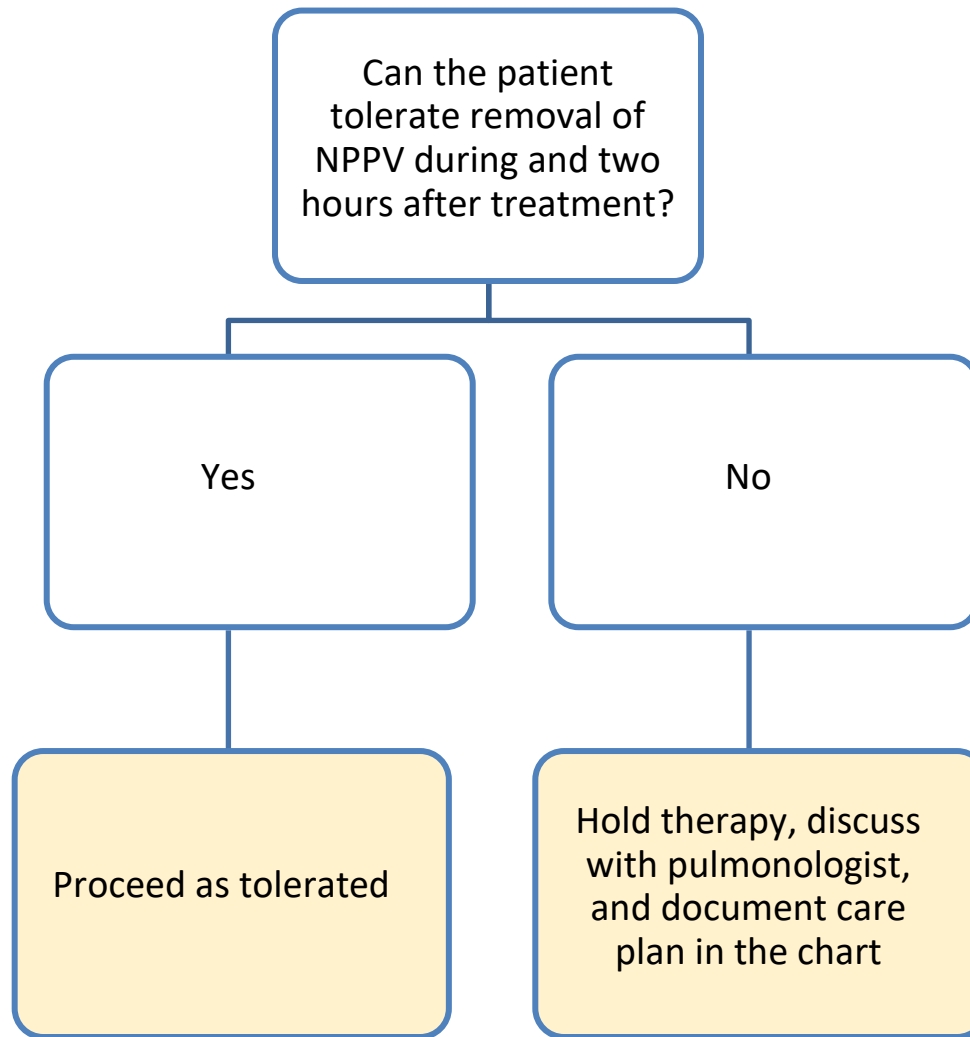 Can the patient
tolerate removal of
NPPV during and two
hours after treatment?
Yes
No
Proceed as tolerated
Hold therapy, discuss
with pulmonologist,
and document care
plan in the chart